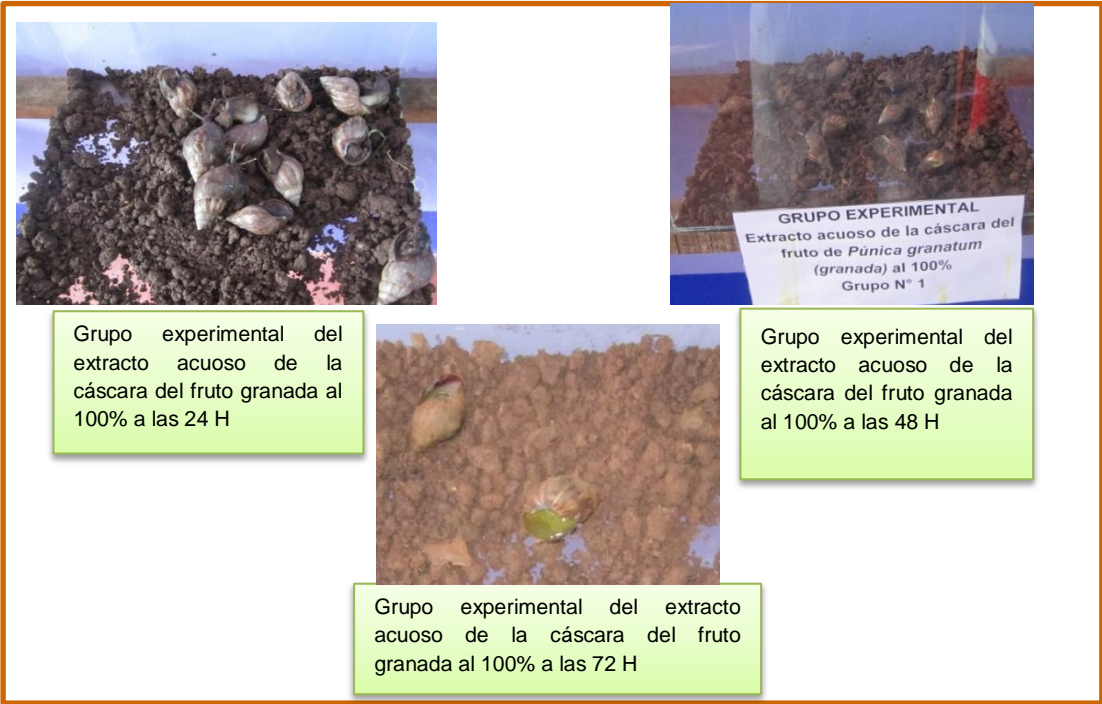 GRUPO EXPERIMENTAL
Extracto acuoso de la cáscara del
fruto de Púnica granatum
(granada) al 100%
Grupo N° 1
Grupo experimental del
extracto acuoso de la
cáscara del fruto granada al
100% a las 24 H
Grupo experimental del
extracto acuoso de la
cáscara del fruto granada
al 100% a las 48 H
Grupo experimental del extracto
acuoso de la cáscara del fruto
granada al 100% a las 72 H